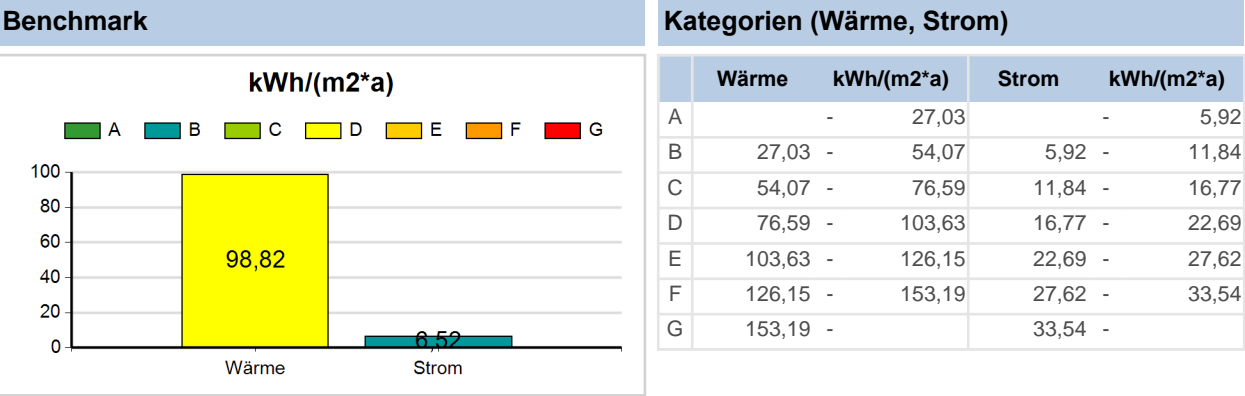 Benchmark
kWh/(m2*a)
A B C D E F G
100
80
60
40
20
0
98,82
6,52
Wärme Strom
Kategorien (Wärme, Strom)
Wärme kWh/(m2*a) Strom kWh/(m2*a)
A - 27,03 - 5,92
B 27,03 - 54,07 5,92 - 11,84
C 54,07 - 76,59 11,84 - 16,77
D 76,59 - 103,63 16,77 - 22,69
E 103,63 - 126,15 22,69 - 27,62
F 126,15 - 153,19 27,62 - 33,54
G 153,19 - 33,54 -